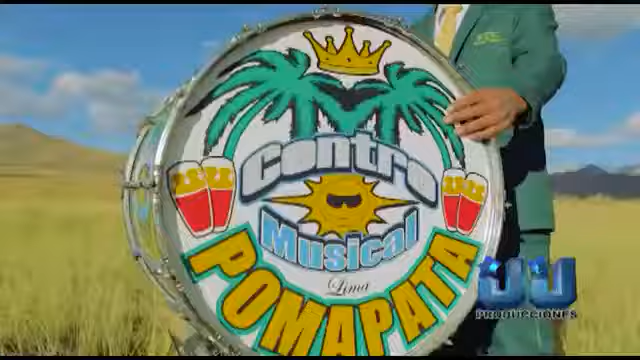 Centro
Musical
Lima
POMAPATA
JJ
PRODUCCIONES